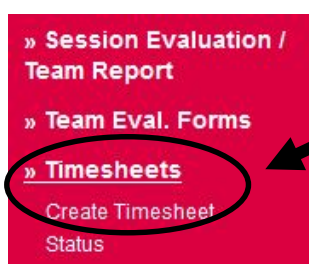 » Session Evaluation /
Team Report
» Team Eval. Forms
» Timesheets
Create Timesheet
Status